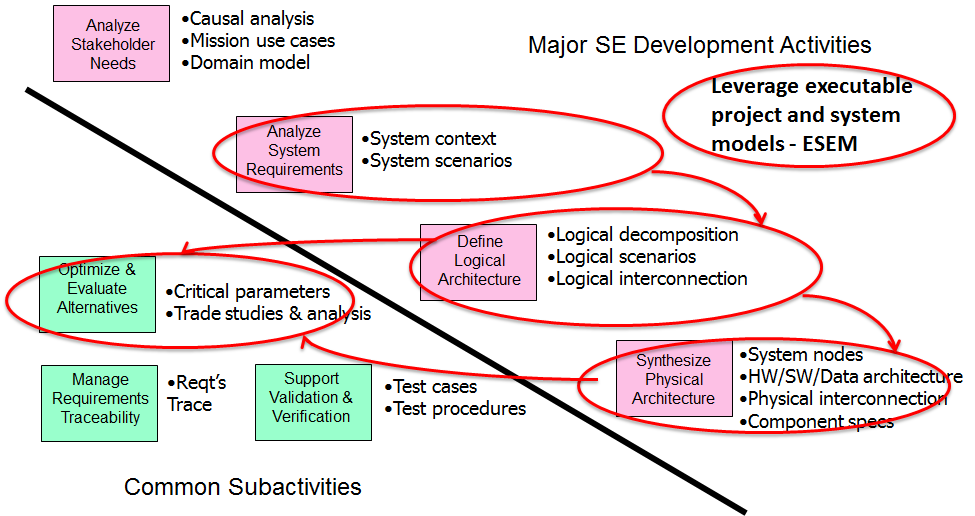 Analyze
Stakeholder
Needs
•Causal analysis
•Mission use cases
•Domain model
Major SE Development Activities
Leverage executable
project and system
models - ESEM
Analyze
System
Requirements
•System context
•System scenarios
Define
Logical
Architecture
•Logical decomposition
•Logical scenarios
•Logical interconnection
Optimize &
Evaluate
Alternatives
•Critical parameters
•Trade studies & analysis
Synthesize
Physical
Architecture
•System nodes
•HW/SW/Data architecture
•Physical interconnection
•Component specs
Manage
Requirements
Traceability
•Reqt’s
Trace
Support
Validation &
Verification
•Test cases
•Test procedures
Common Subactivities